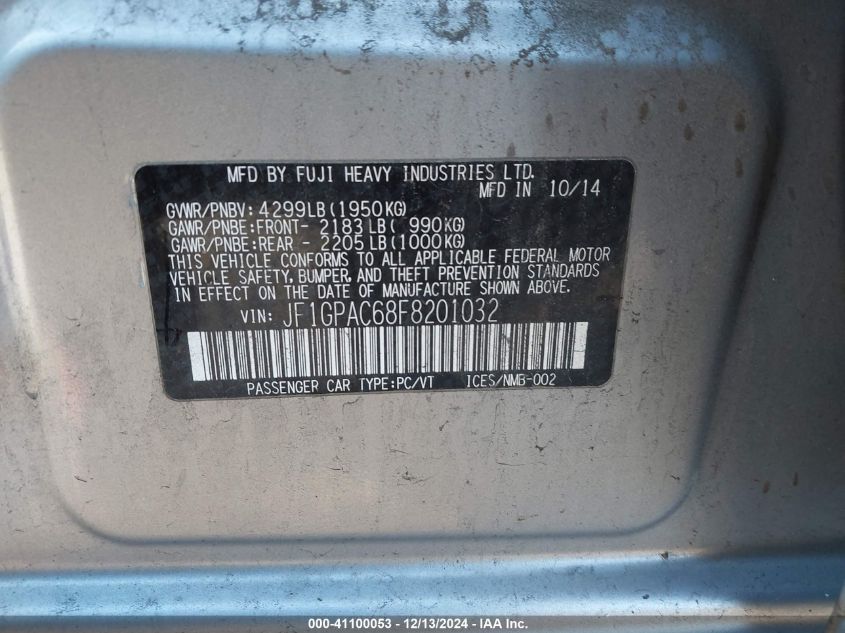 MFD BY FUJI HEAVY INDUSTRIES LTD.
MFD IN 10/14
GVWR/PNBV: 4299LB(1950KG)
GAWR/PNBE:FRONT- 2183LB( 990KG)
GAWR/PNBE:REAR - 2205LB(1000KG)
THIS VEHICLE CONFORMS TO ALL APPLICABLE FEDERAL MOTOR
VEHICLE SAFETY, BUMPER, AND THEFT PREVENTION STANDARDS
IN EFFECT ON THE DATE OF MANUFACTURE SHOWN ABOVE.
VIN: JF1GPAC68F8201032
PASSENGER CAR TYPE:PC/VT ICES/NMB-002
000-41100053 - 12/13/2024 - IAA Inc.